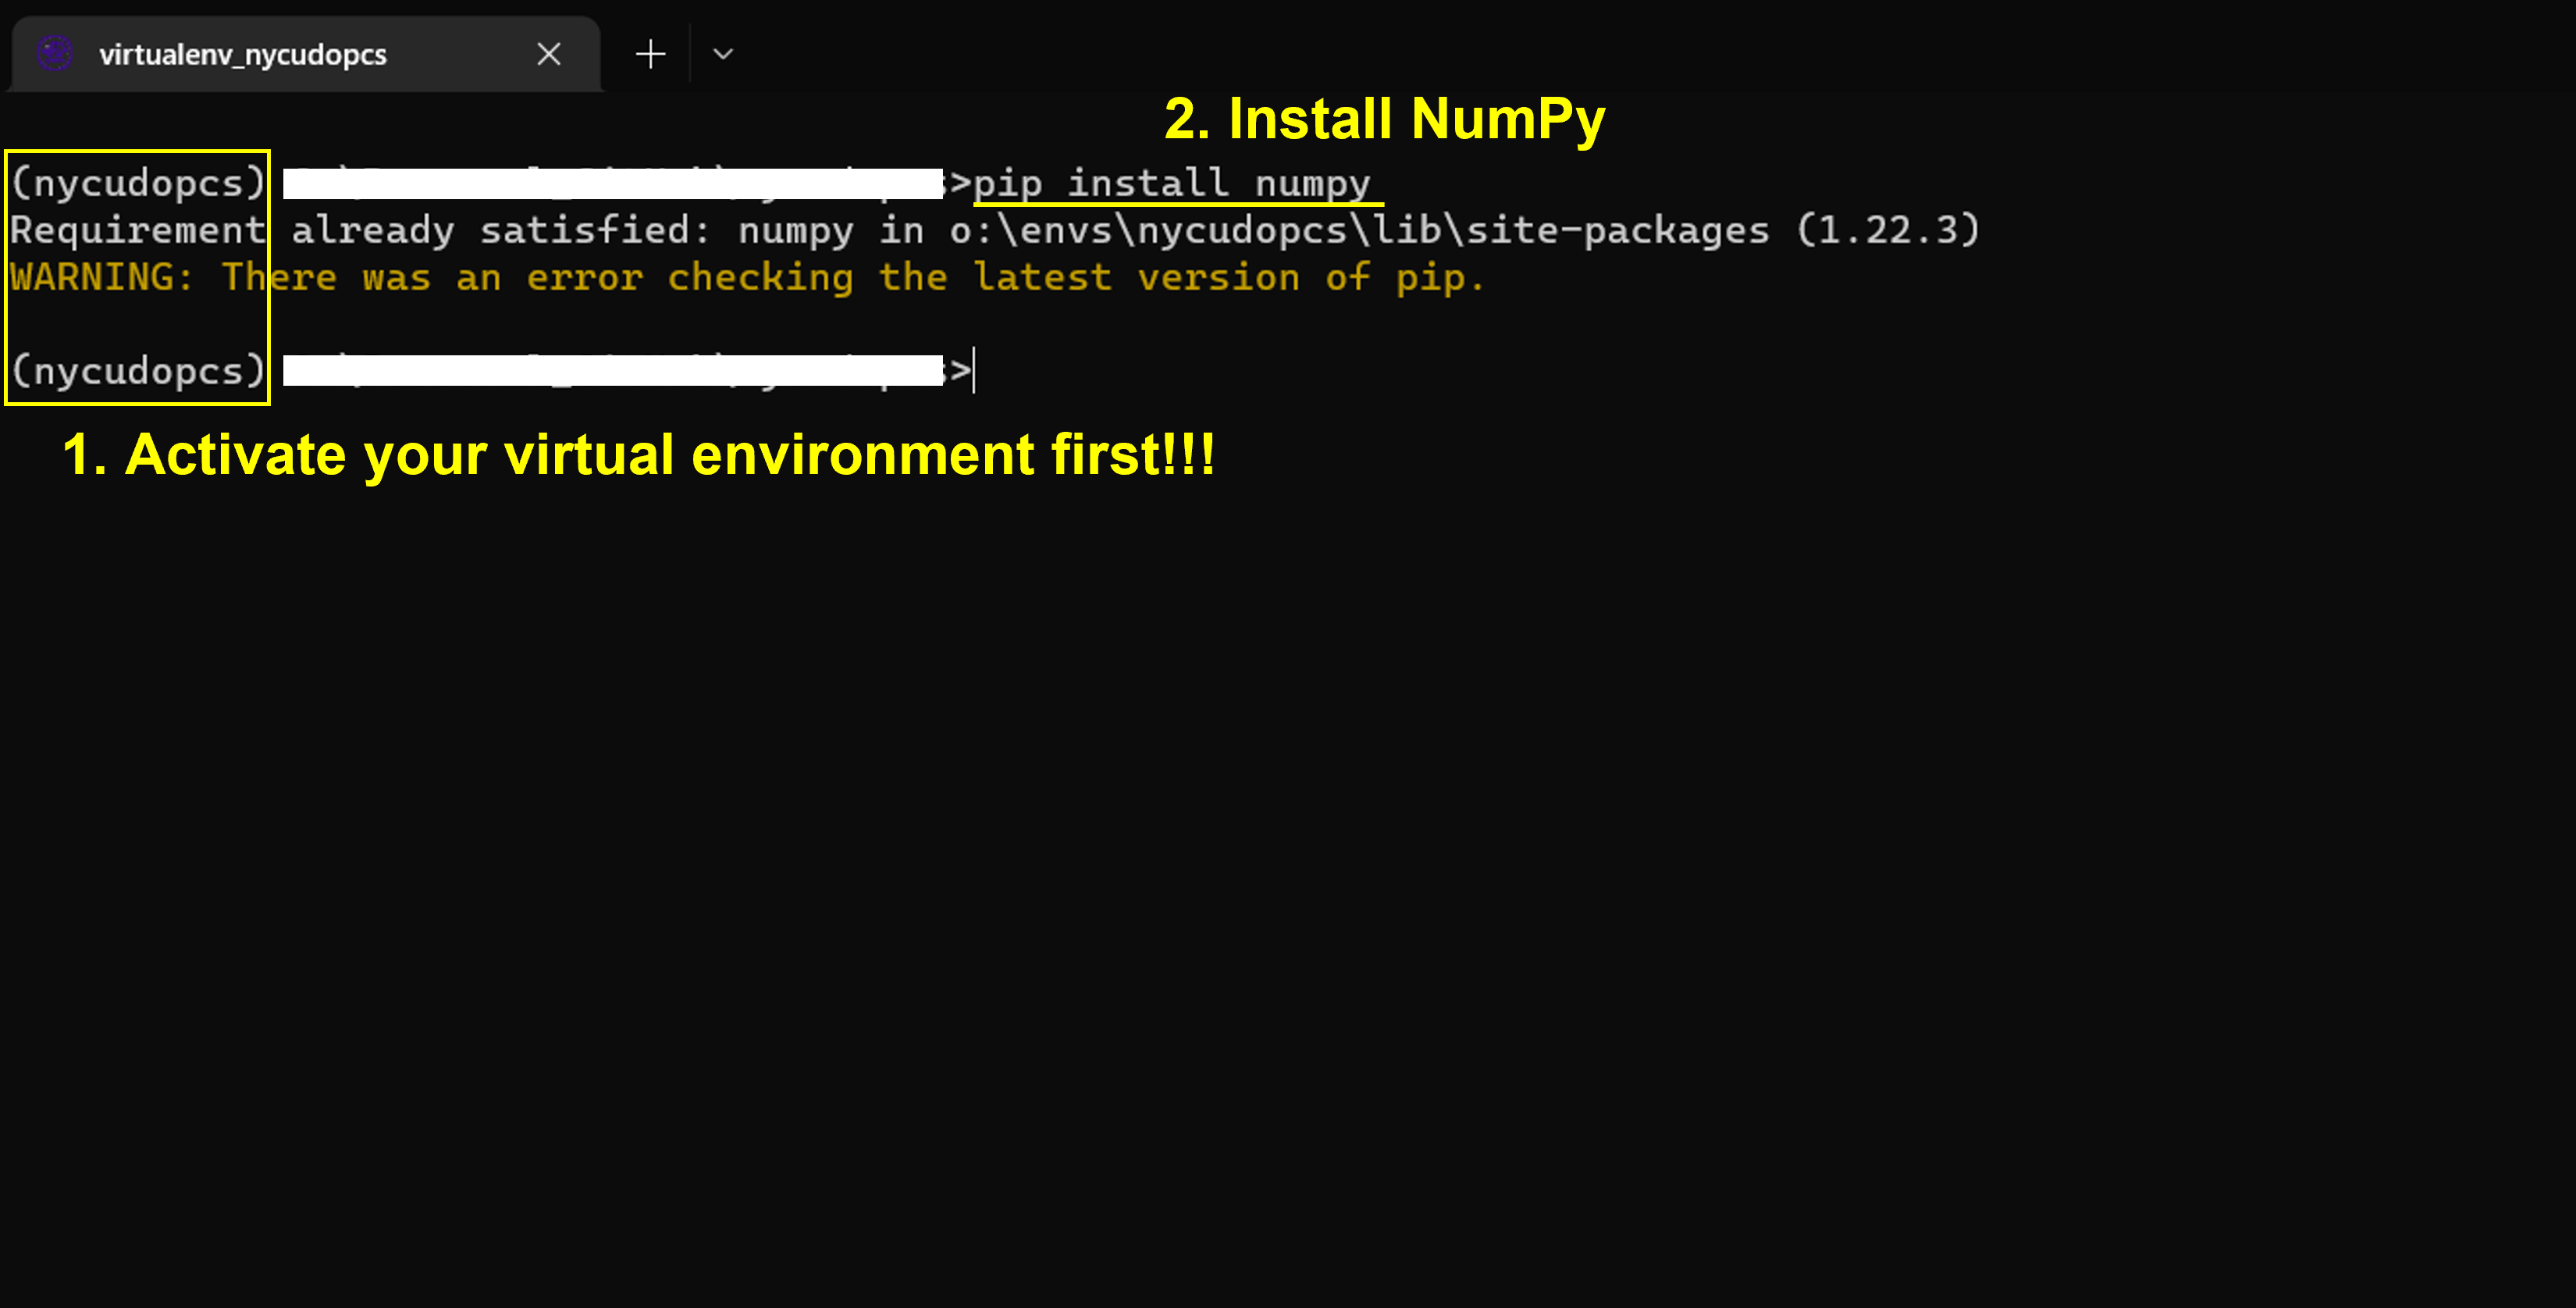 virtualenv_nycudopcs
2. Install NumPy
(nycudopcs) >pip install numpy
Requirement already satisfied: numpy in o:\envs\nycudopcs\lib\site-packages (1.22.3)
WARNING: There was an error checking the latest version of pip.
(nycudopcs) >
1. Activate your virtual environment first!!!